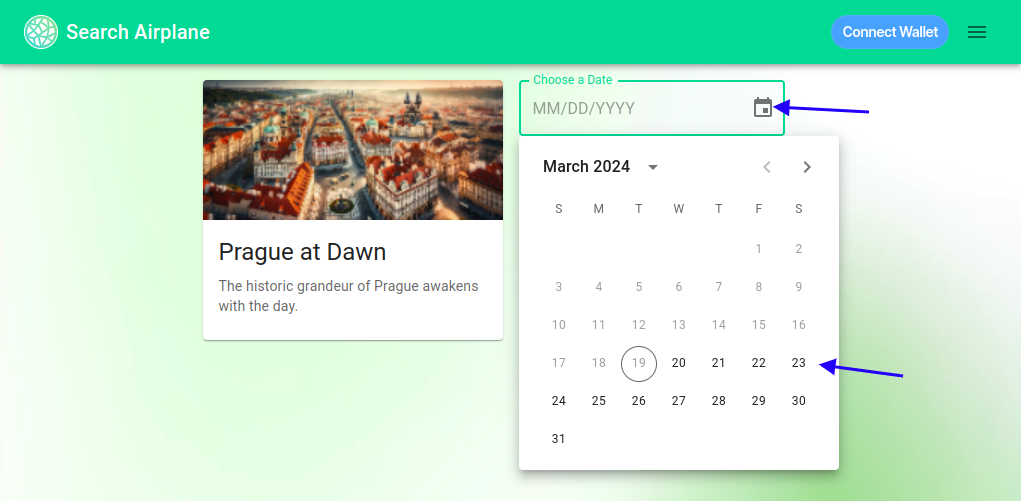 Search Airplane
Connect Wallet
Prague at Dawn
The historic grandeur of Prague awakens
with the day.
Choose a Date
MM/DD/YYYY
March 2024
S M T W T F S
1 2
3 4 5 6 7 8 9
10 11 12 13 14 15 16
17 18 19 20 21 22 23
24 25 26 27 28 29 30
31